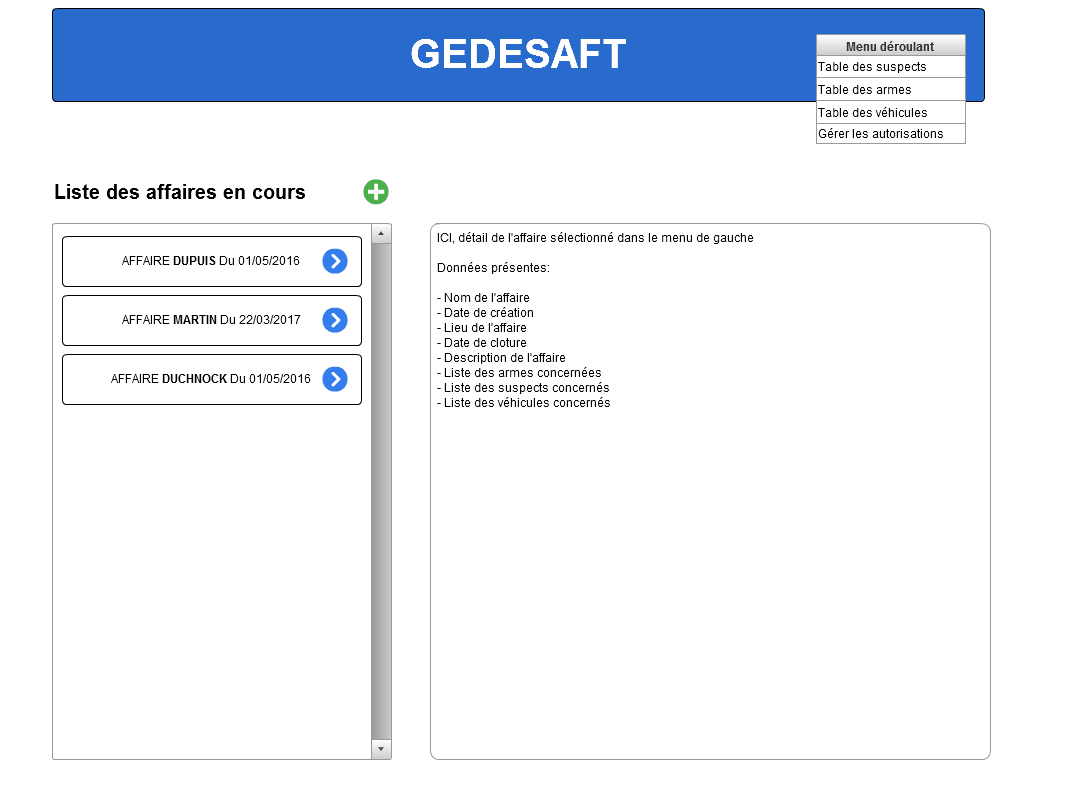 GEDESAFT
Menu déroulant
Table des suspects
Table des armes
Table des véhicules
Gérer les autorisations
Liste des affaires en cours
AFFAIRE DUPUIS Du 01/05/2016
AFFAIRE MARTIN Du 22/03/2017
AFFAIRE DUCHNOCK Du 01/05/2016
ICI, détail de l'affaire sélectionné dans le menu de gauche
Données présentes:
- Nom de l'affaire
- Date de création
- Lieu de l'affaire
- Date de cloture
- Description de l'affaire
- Liste des armes concernées
- Liste des suspects concernés
- Liste des véhicules concernés